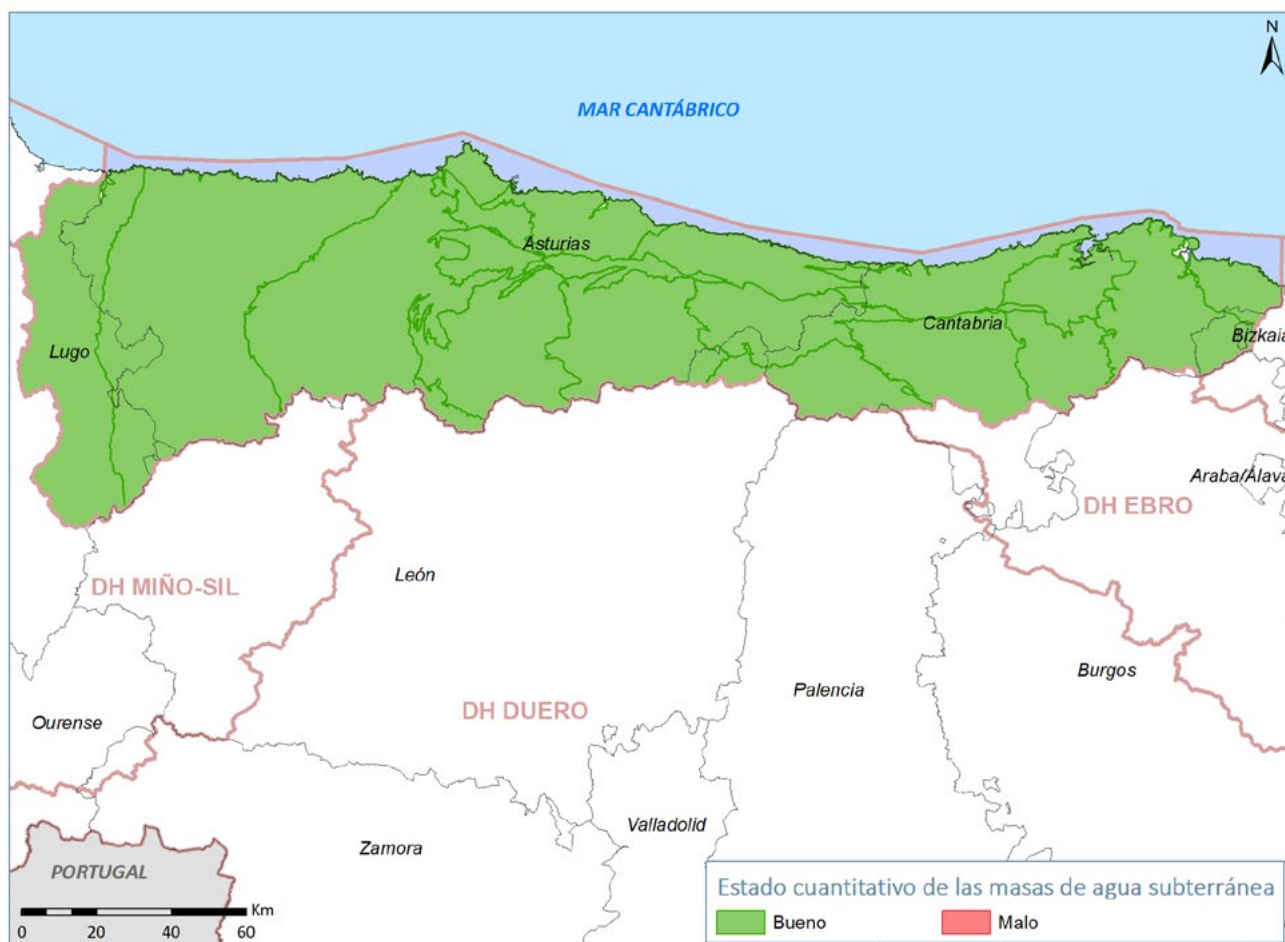 N
MAR CANTÁBRICO
Asturias
Cantabria
Bizkaia
Lugo
Araba/Álava
DH EBRO
DH MIÑO-SIL
León
Burgos
Palencia
DH DUERO
Ourense
Valladolid
Zamora
PORTUGAL
Km
0 20 40 60
Estado cuantitativo de las masas de agua subterránea
Bueno Malo